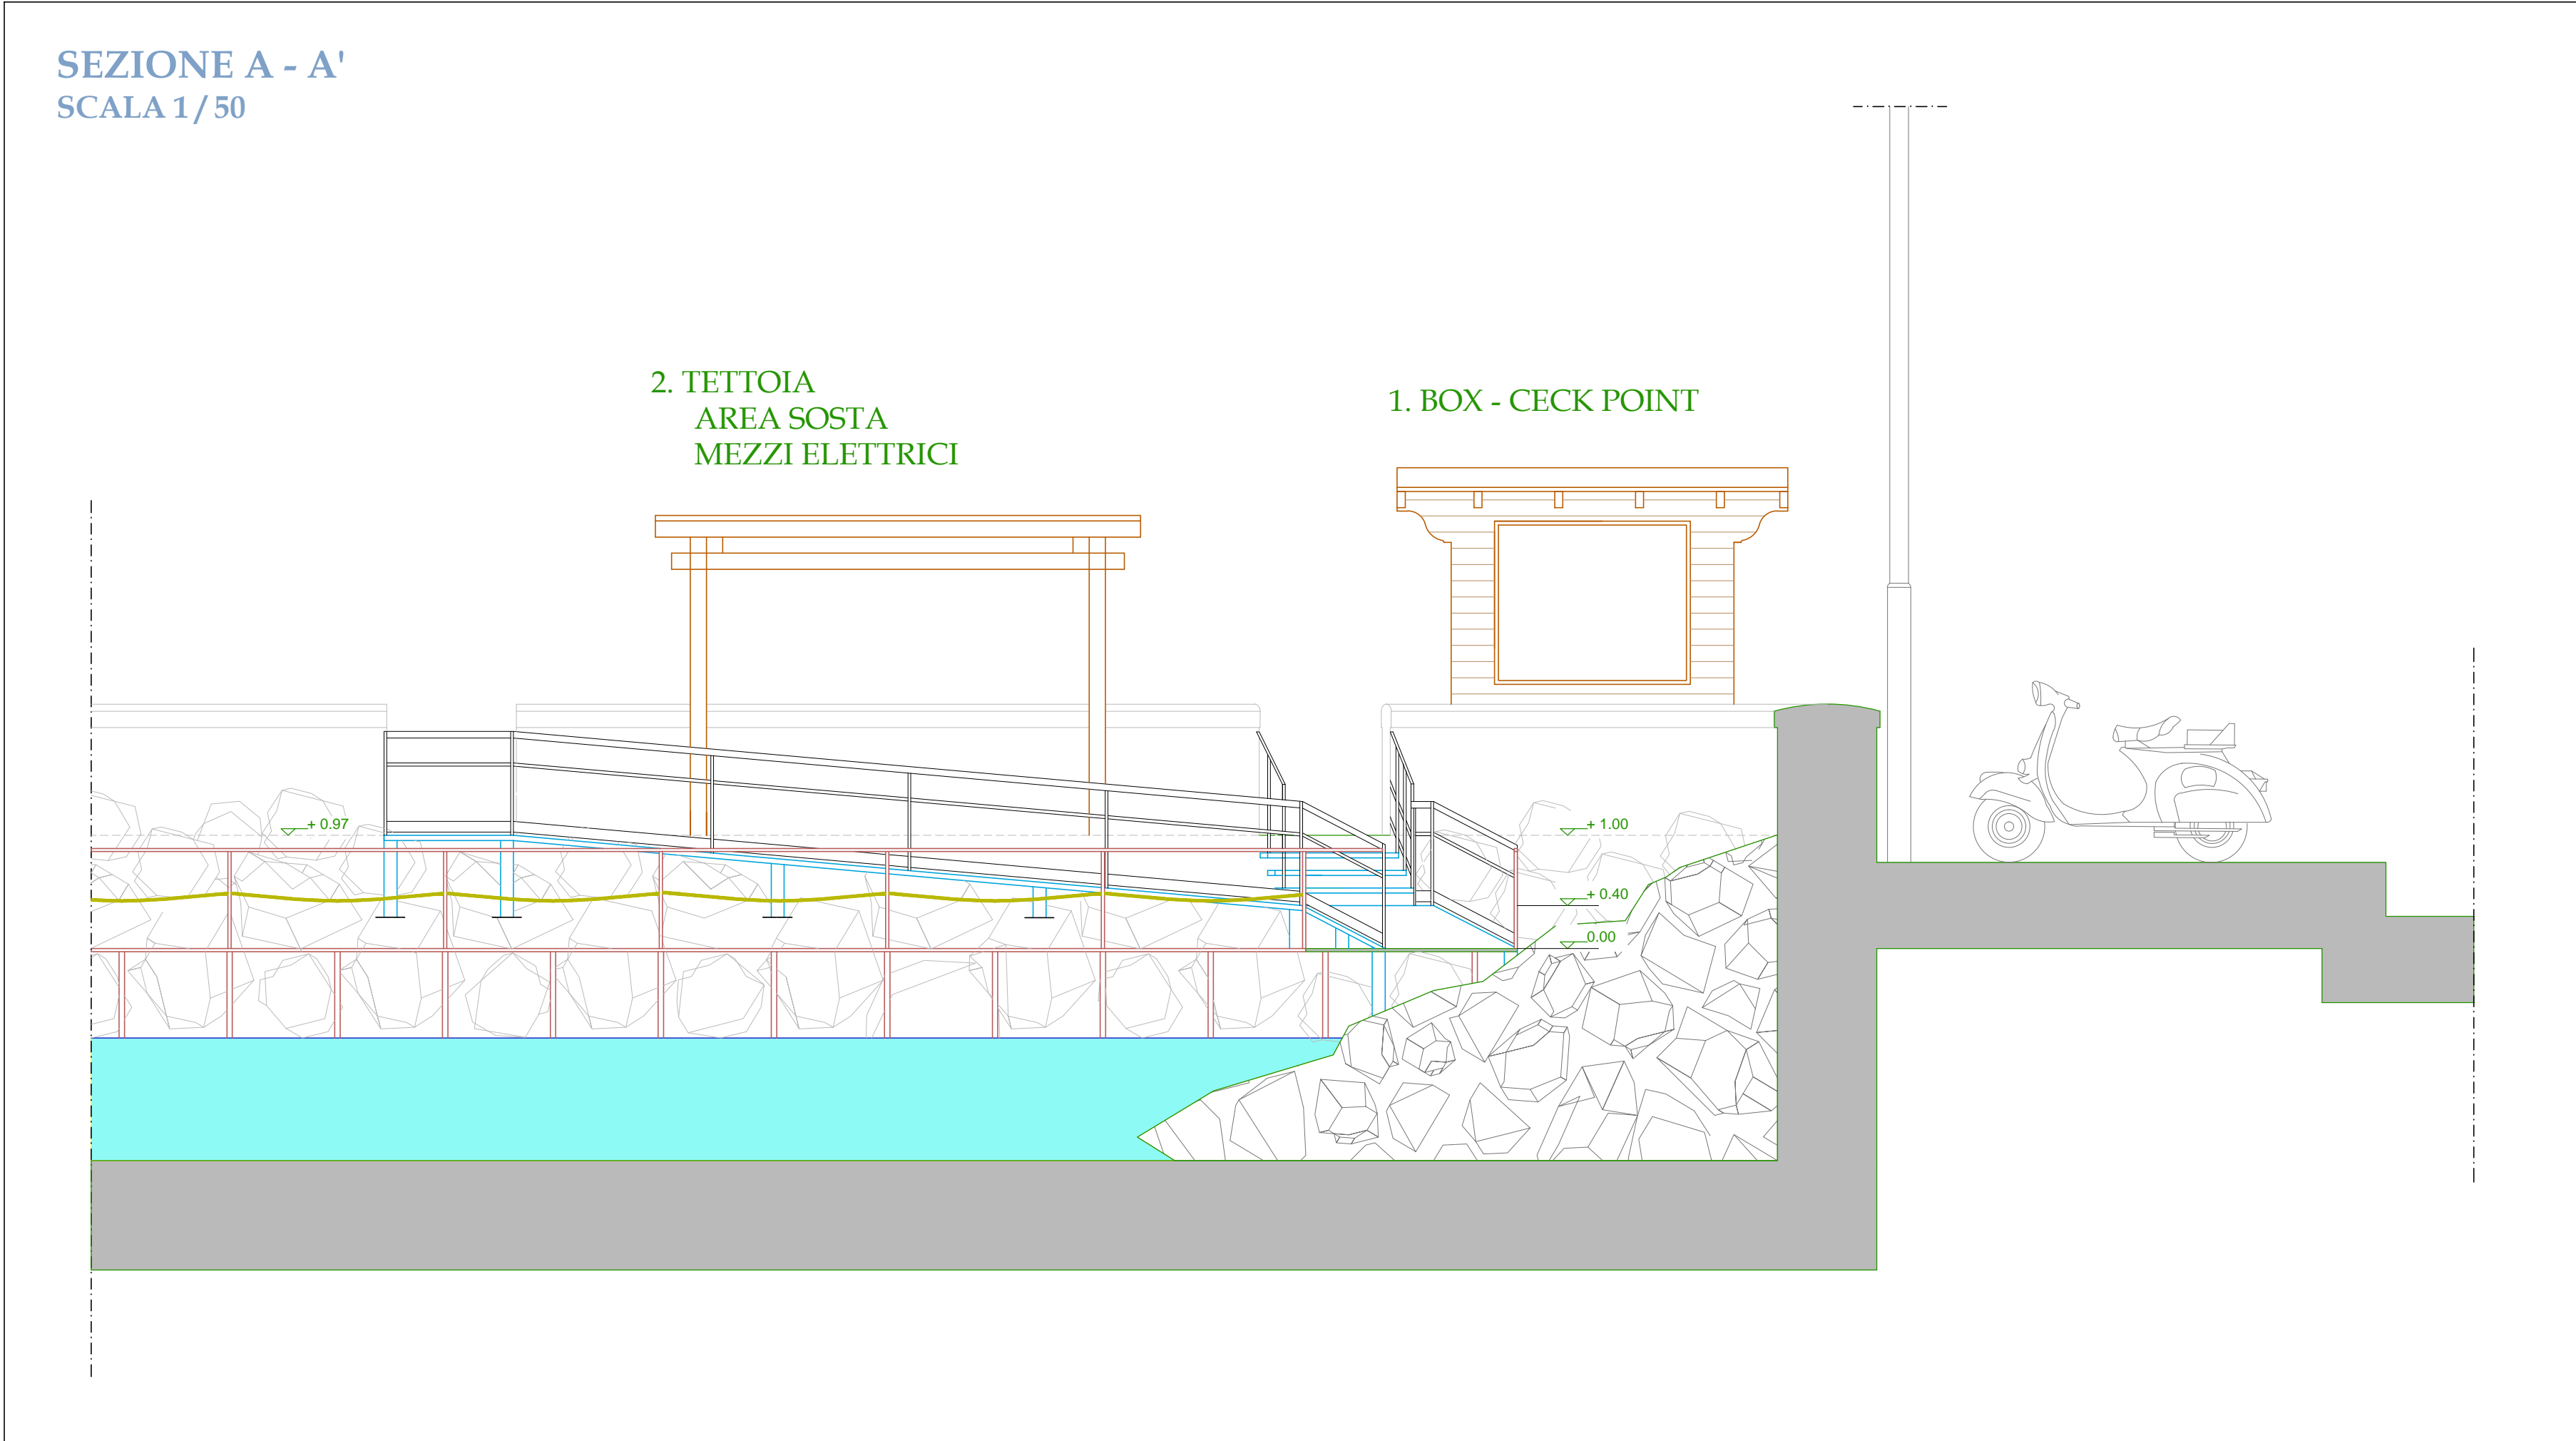 SEZIONE A - A'
SCALA 1/50
2. TETTOIA
AREA SOSTA
MEZZI ELETTRICI
1. BOX - CECK POINT
+ 0.97
+ 1.00
+ 0.40
0.00